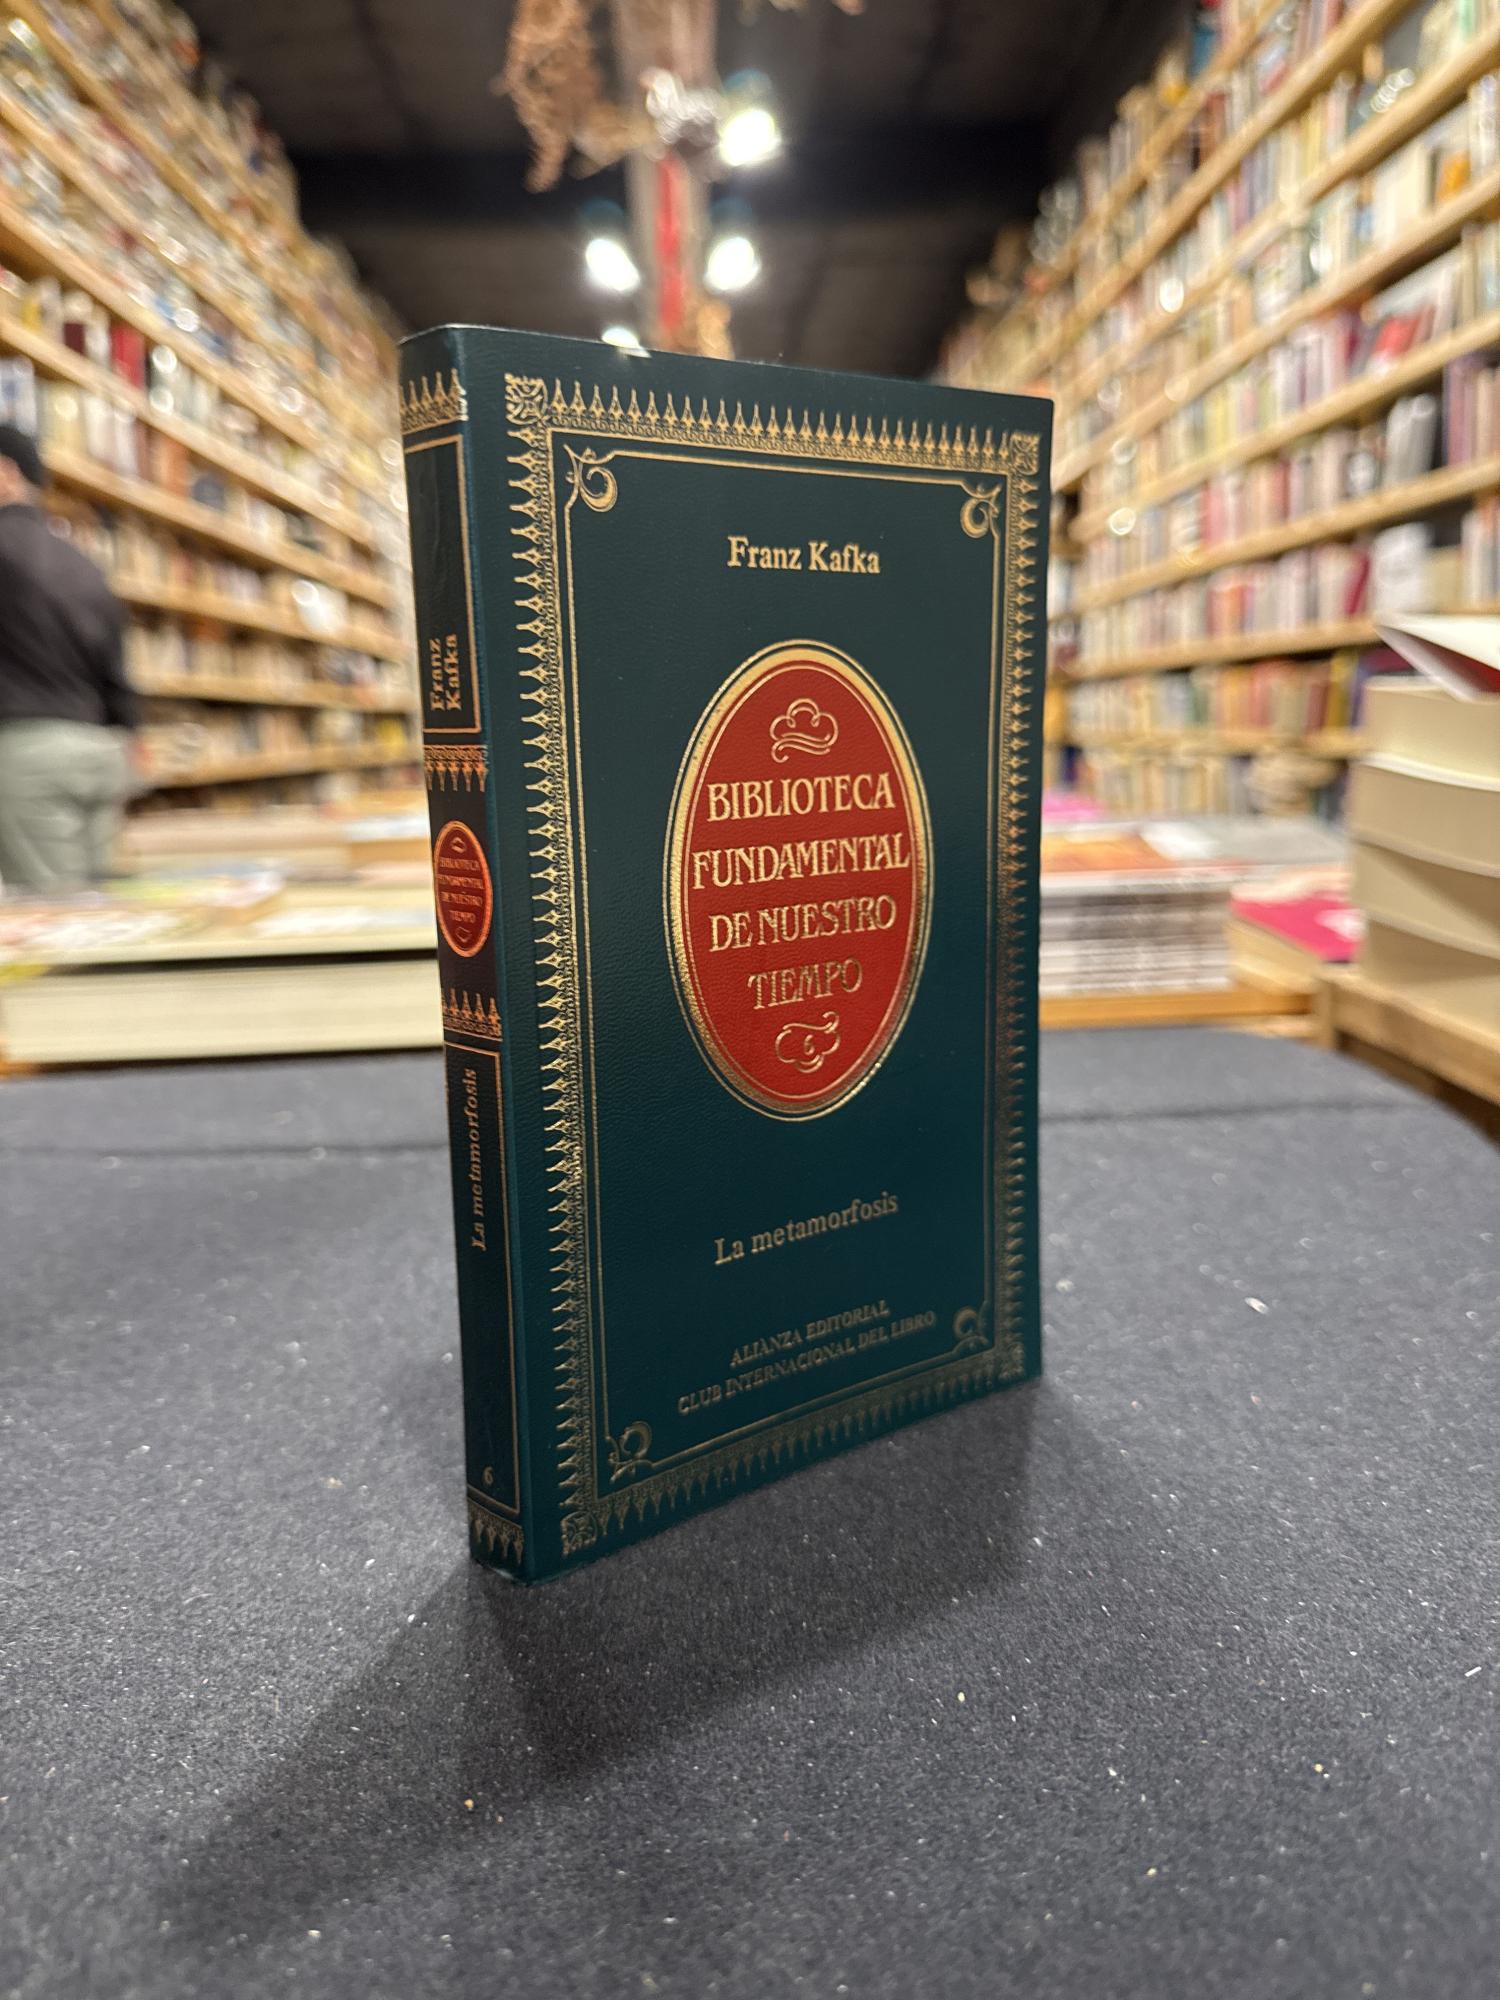 Franz
Kafka
BIBLIOTECA
FUNDAMENTAL
DE NUESTRO
TIEMPO
La metamorfosis
6
Franz Kafka
BIBLIOTECA
FUNDAMENTAL
DE NUESTRO
TIEMPO
6
La metamorfosis
ALIANZA EDITORIAL
CLUB INTERNACIONAL DEL LIBRO